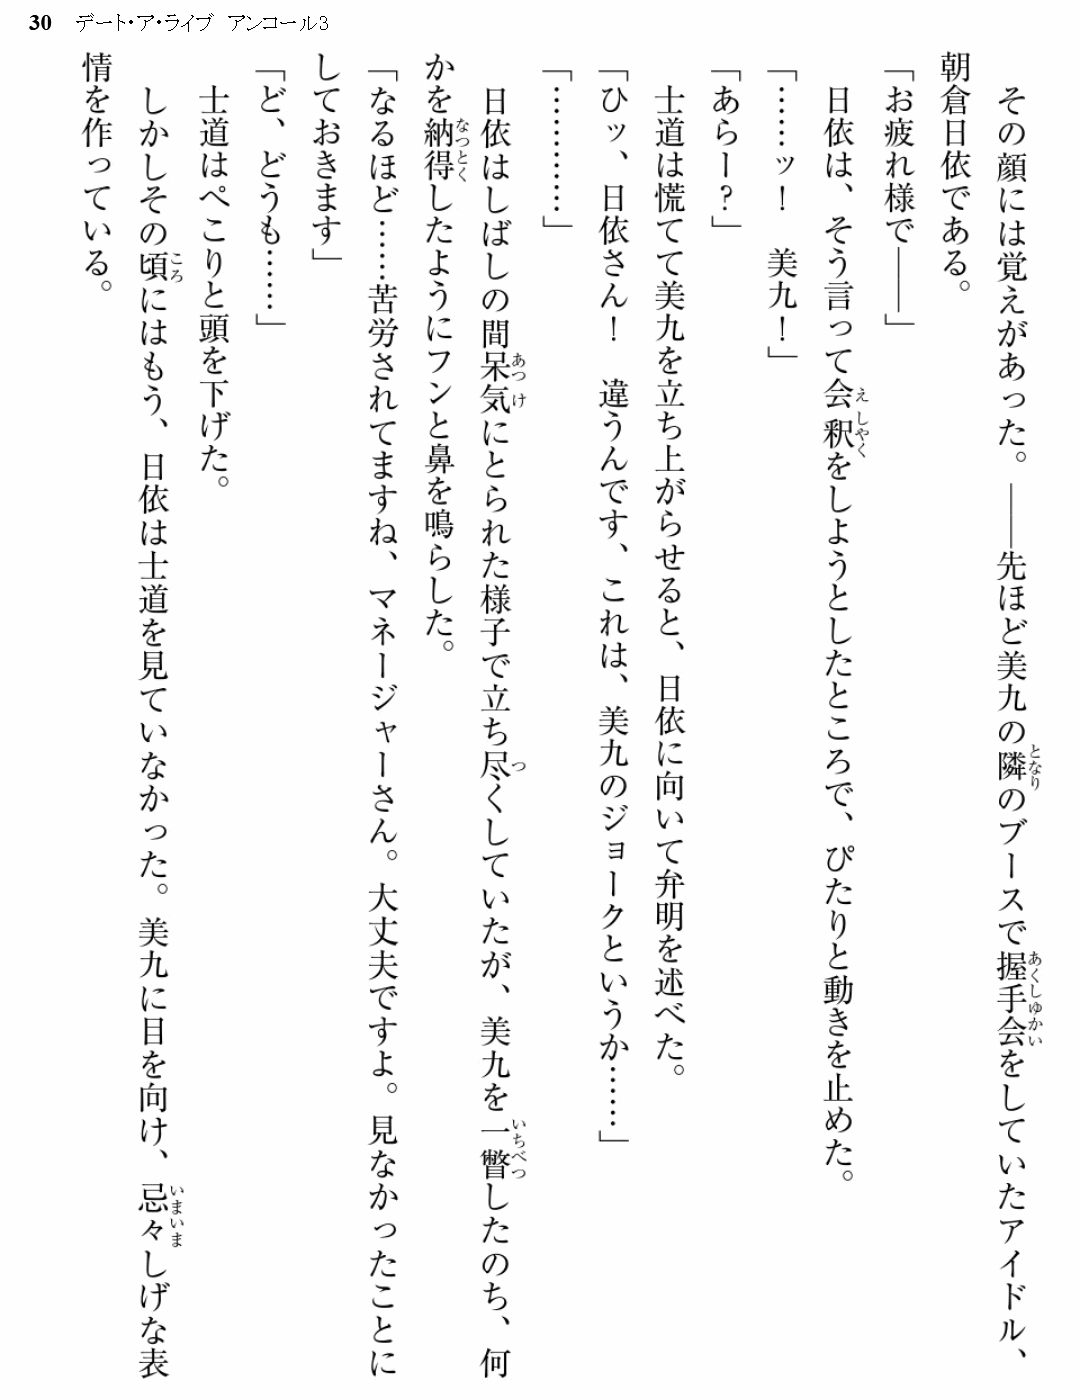 30 デート・ア・ライブ アンコール3
　その顔には覚えがあった。――先ほど美九の隣のブースで握手会をしていたアイドル、
朝倉日依である。
「お疲れ様で――」
　日依は、そう言って会釈をしようとしたところで、ぴたりと動きを止めた。
「……ッ！　美九！」
「あらー？」
　士道は慌てて美九を立ち上がらせると、日依に向いて弁明を述べた。
「ひッ、日依さん！　違うんです、これは、美九のジョークというか……」
「…………」
　日依はしばしの間呆気にとられた様子で立ち尽くしていたが、美九を一瞥したのち、何
かを納得したようにフンと鼻を鳴らした。
「なるほど……苦労されてますね、マネージャーさん。大丈夫ですよ。見なかったことに
しておきます」
「ど、どうも……」
　士道はぺこりと頭を下げた。
　しかしその頃にはもう、日依は士道を見ていなかった。美九に目を向け、忌々しげな表
情を作っている。